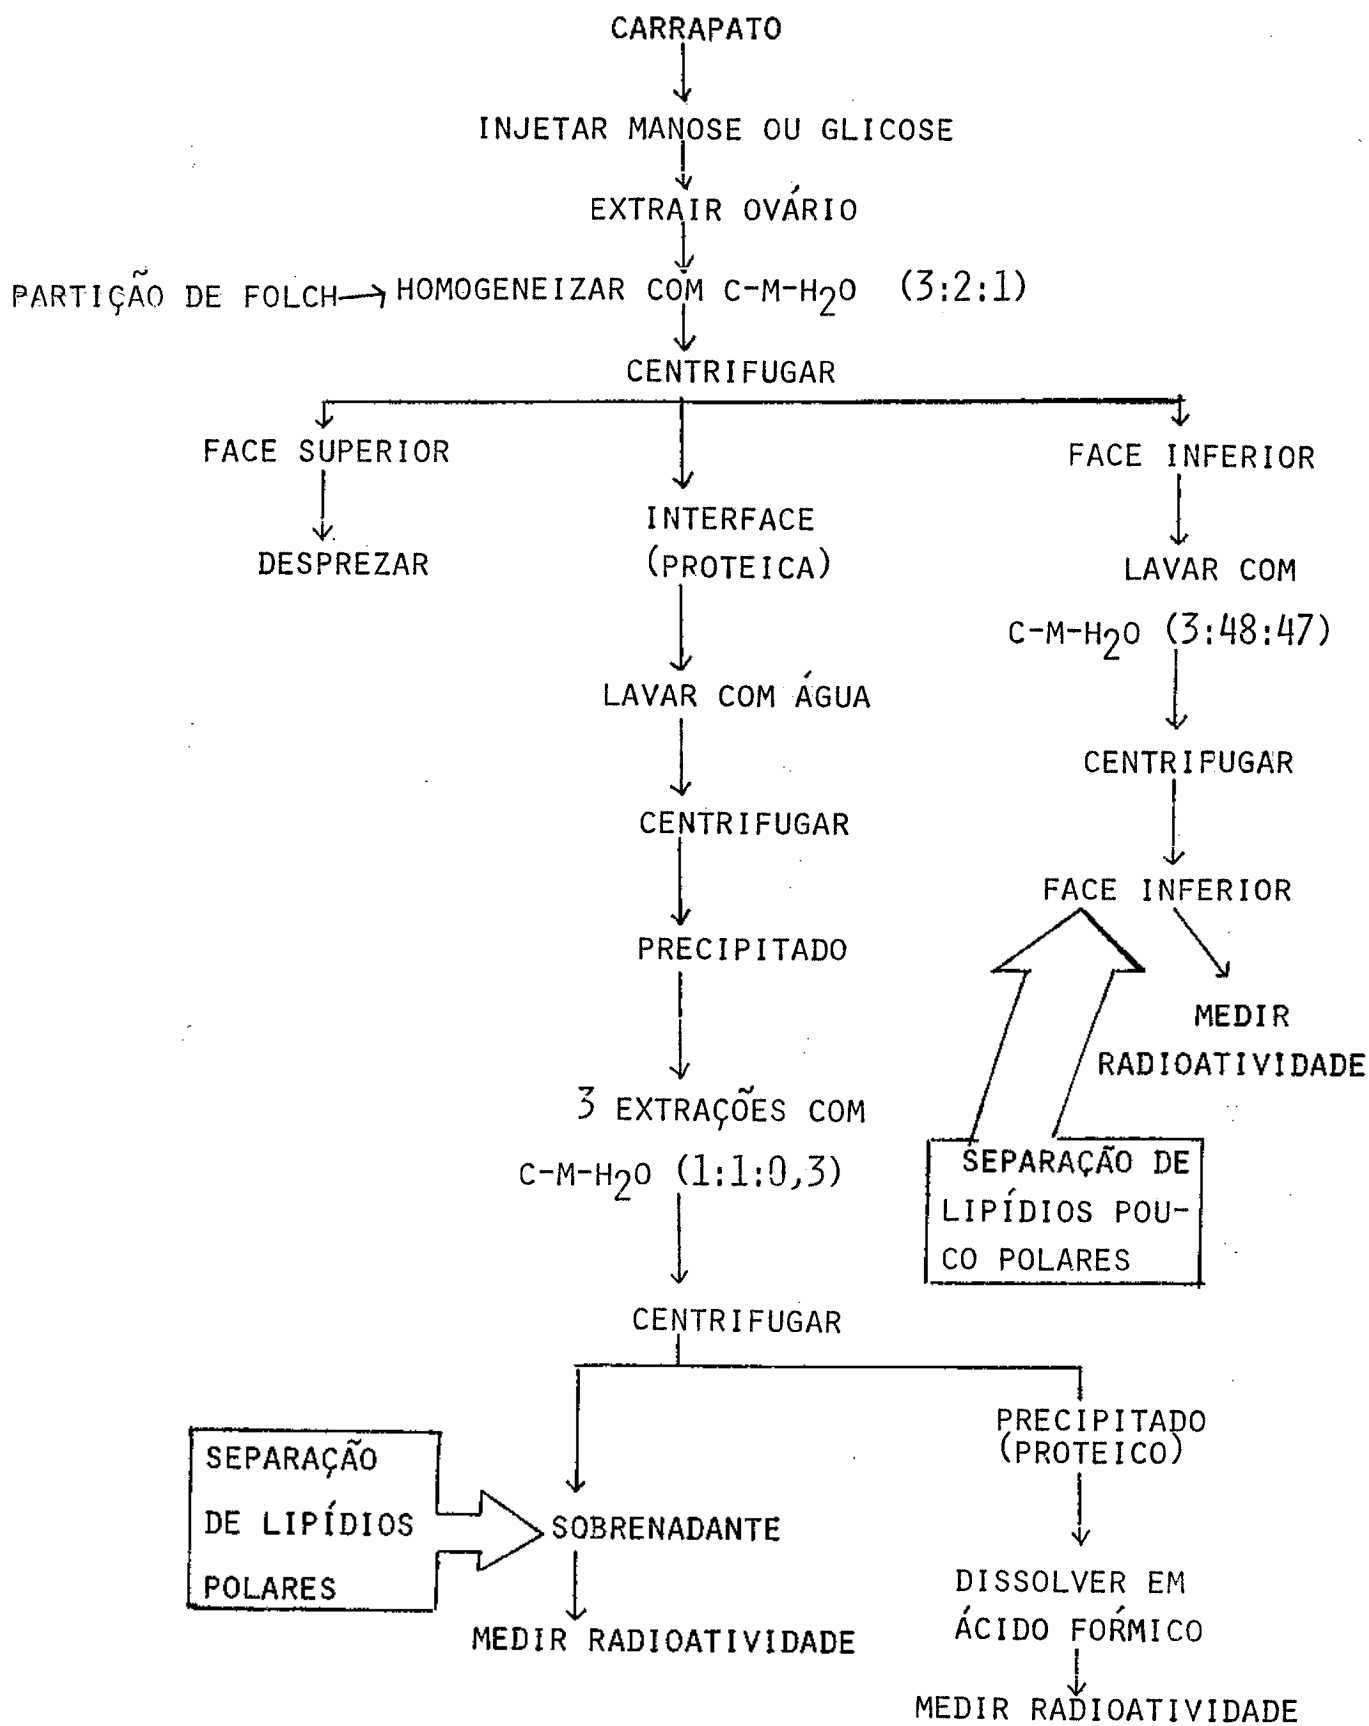 CARRAPATO
INJETAR MANOSE OU GLICOSE
EXTRAIR OVÁRIO
PARTIÇÃO DE FOLCH
HOMOGENEIZAR COM C-M-H2O (3:2:1)
CENTRIFUGAR
FACE SUPERIOR
DESPREZAR
INTERFACE
(PROTEICA)
LAVAR COM ÁGUA
CENTRIFUGAR
PRECIPITADO
3 EXTRAÇÕES COM
C-M-H2O (1:1:0,3)
CENTRIFUGAR
FACE INFERIOR
LAVAR COM
C-M-H2O (3:48:47)
CENTRIFUGAR
FACE INFERIOR
MEDIR
RADIOATIVIDADE
SEPARAÇÃO DE
LIPÍDIOS POU-
CO POLARES
SEPARAÇÃO
DE LIPÍDIOS
POLARES
SOBRENADANTE
MEDIR RADIOATIVIDADE
PRECIPITADO
(PROTEICO)
DISSOLVER EM
ÁCIDO FÓRMICO
MEDIR RADIOATIVIDADE